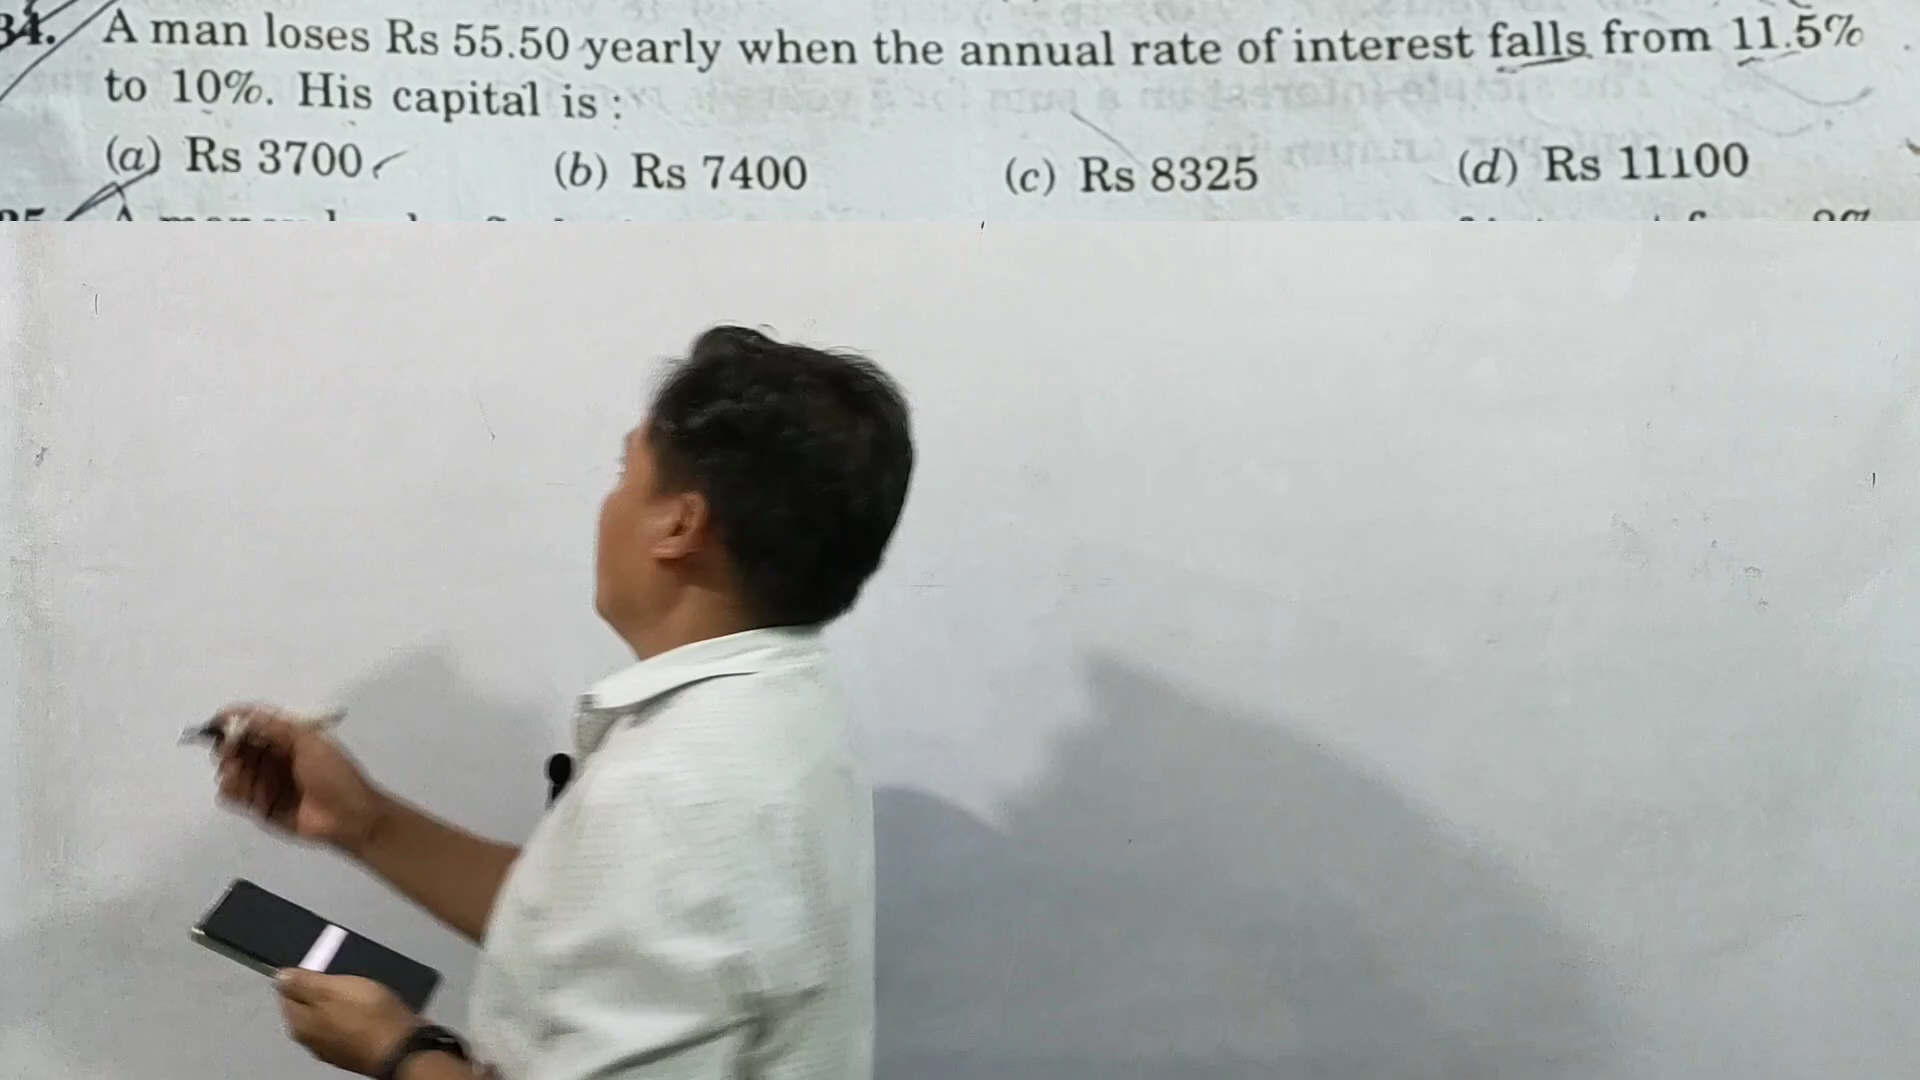 34. A man loses Rs 55.50 yearly when the annual rate of interest falls from 11.5%
to 10%. His capital is :
(a) Rs 3700 (b) Rs 7400 (c) Rs 8325 (d) Rs 11100